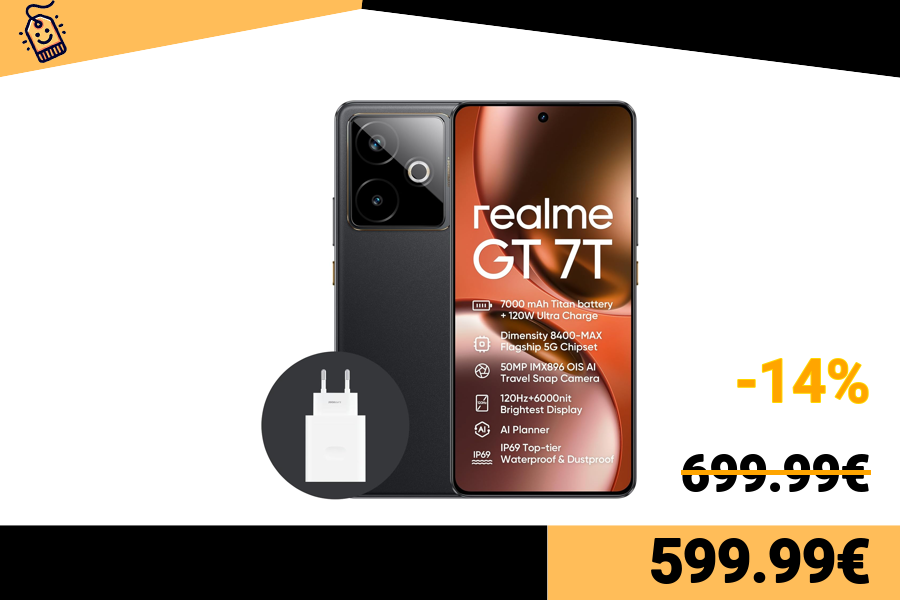 realme
GT 7T
7000 mAh Titan battery
+ 120W Ultra Charge
Dimensity 8400-MAX
Flagship 5G Chipset
50MP IMX896 OIS AI
Travel Snap Camera
120Hz+6000nit
Brightest Display
AI
AI Planner
IP69
IP69 Top-tier
Waterproof & Dustproof
-14%
699.99€
599.99€